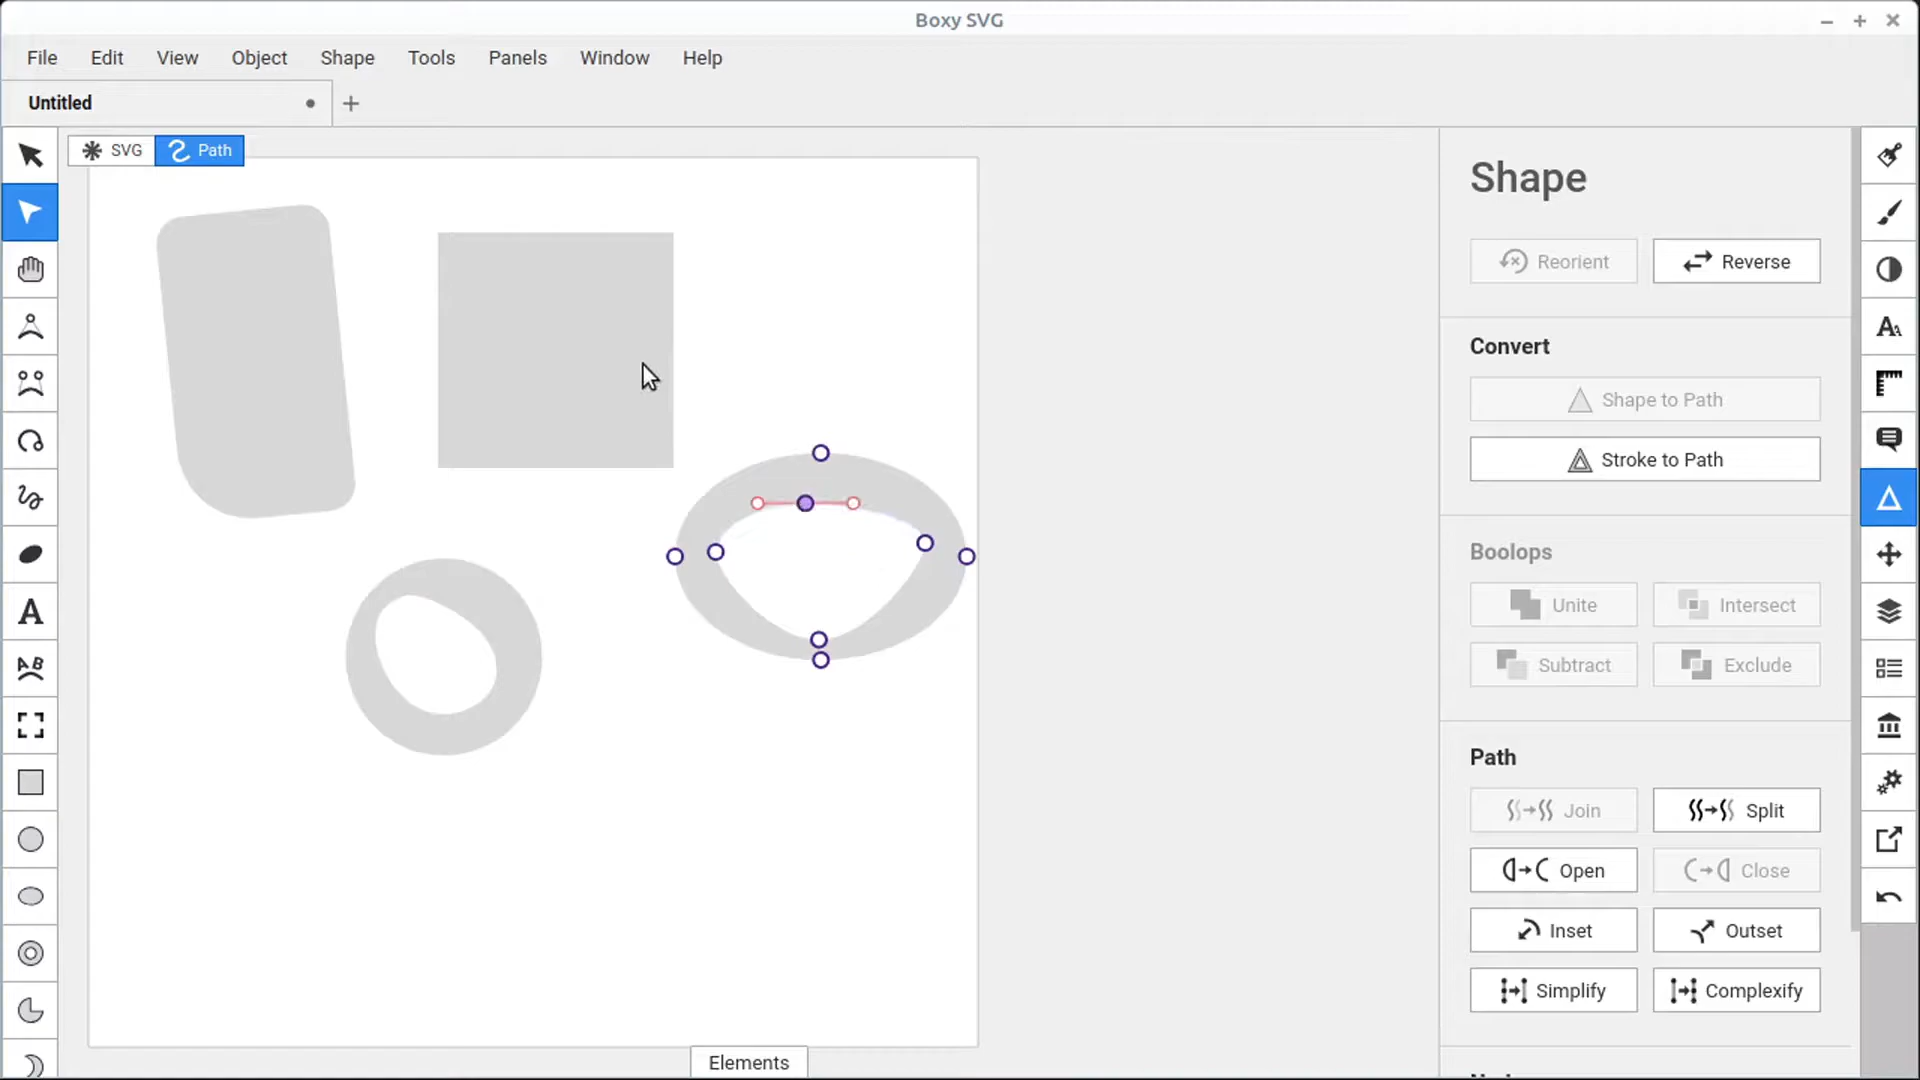 Boxy SVG
File Edit View Object Shape Tools Panels Window Help
Untitled
SVG Path
Shape
Reorient Reverse
Convert
Shape to Path
Stroke to Path
Boolops
Unite Intersect
Subtract Exclude
Path
Join Split
Open Close
Inset Outset
Simplify Complexify
Elements